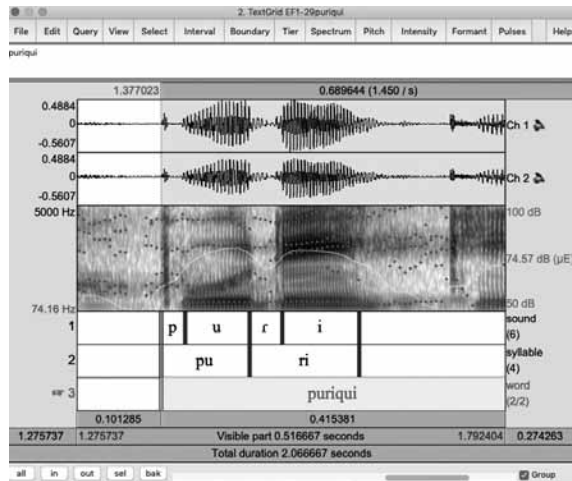 2. TextGrid EF1-29puriqui
File Edit Query View Select Interval Boundary Tier Spectrum Pitch Intensity Formant Pulses Help
puriqui
1.377023 0.689644 (1.450 / s)
0.4884
0
-0.5607
Ch 1
0.4884
0
-0.5607
Ch 2
5000 Hz 100 dB
74.57 dB (µE)
74.16 Hz 50 dB
1 p u ɾ i sound (6)
2 pu ri syllable (4)
3 puriqui word (2/2)
0.101285 0.415381
1.275737 1.275737 Visible part 0.516667 seconds 1.792404 0.274263
Total duration 2.066667 seconds
all in out sel bak Group